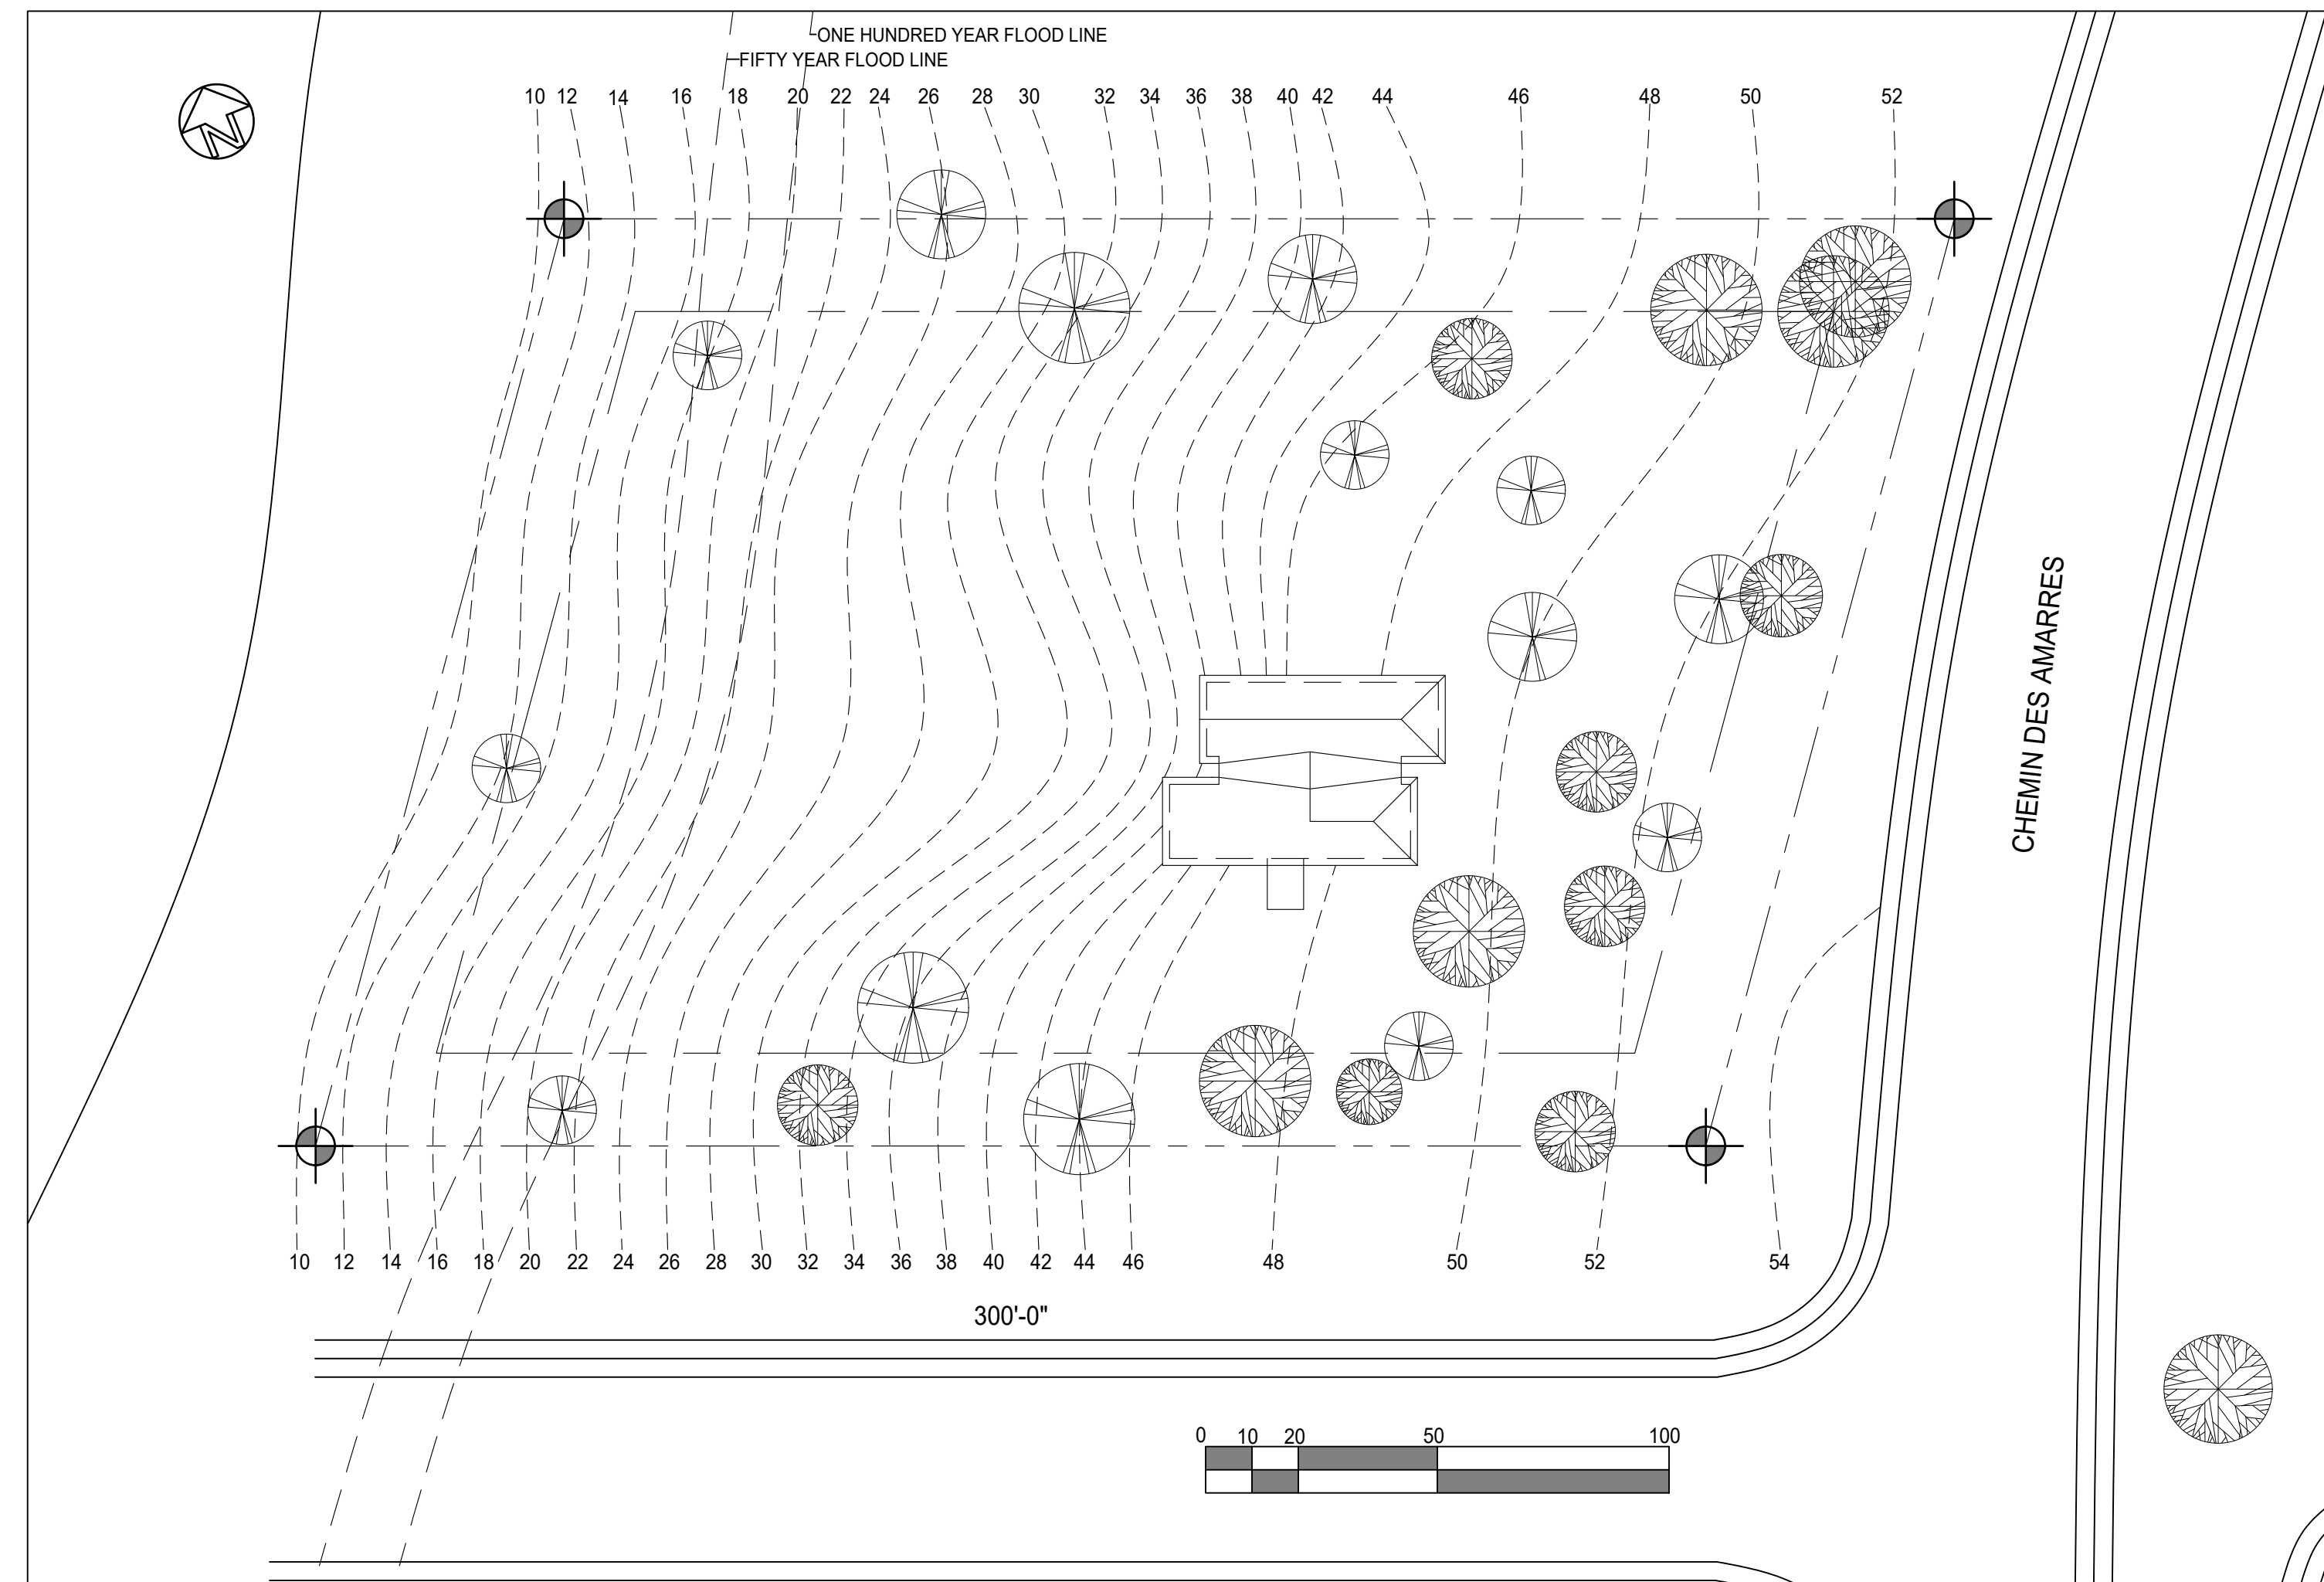 ONE HUNDRED YEAR FLOOD LINE
FIFTY YEAR FLOOD LINE
10 12 14 16 18 20 22 24 26 28 30 32 34 36 38 40 42 44 46 48 50 52
N
CHEMIN DES AMARRES
10 12 14 16 18 20 22 24 26 28 30 32 34 36 38 40 42 44 46 48 50 52 54
300'-0"
0 10 20 50 100